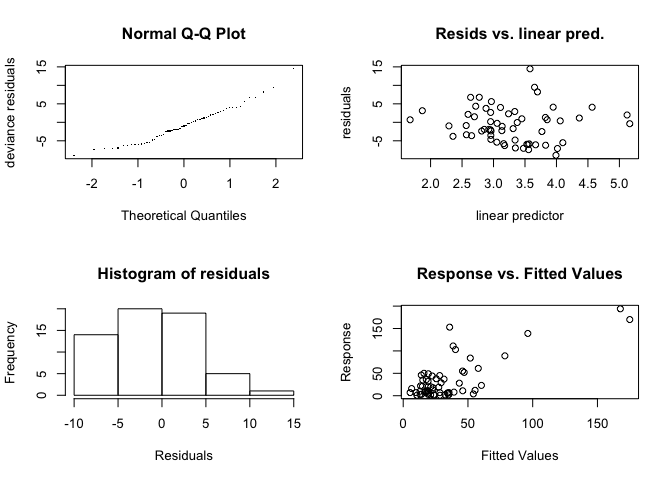 Normal Q-Q Plot
deviance residuals
-5 5 15
-2 -1 0 1 2
Theoretical Quantiles
Resids vs. linear pred.
residuals
-5 5 15
2.0 2.5 3.0 3.5 4.0 4.5 5.0
linear predictor
Histogram of residuals
Frequency
0 5 15
-10 -5 0 5 10 15
Residuals
Response vs. Fitted Values
Response
0 50 150
0 50 100 150
Fitted Values